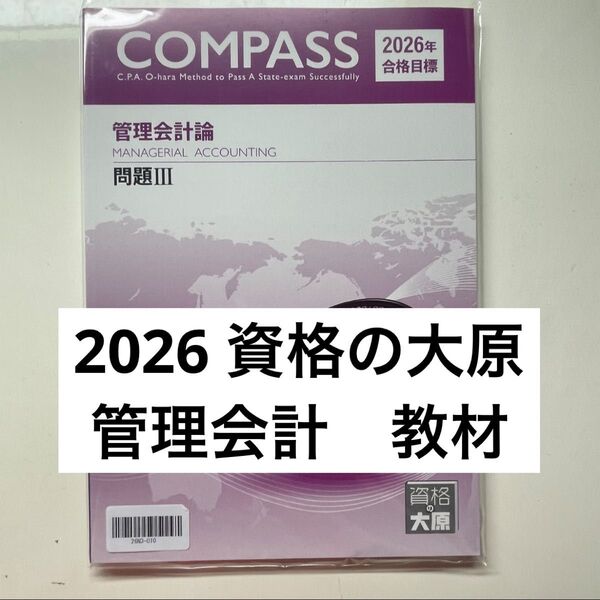 COMPASS
C.P.A. O-hara Method to Pass A State-exam Successfully
2026年
合格目標
管理会計論
MANAGERIAL ACCOUNTING
問題III
2026 資格の大原
管理会計 教材
資格
の
大原